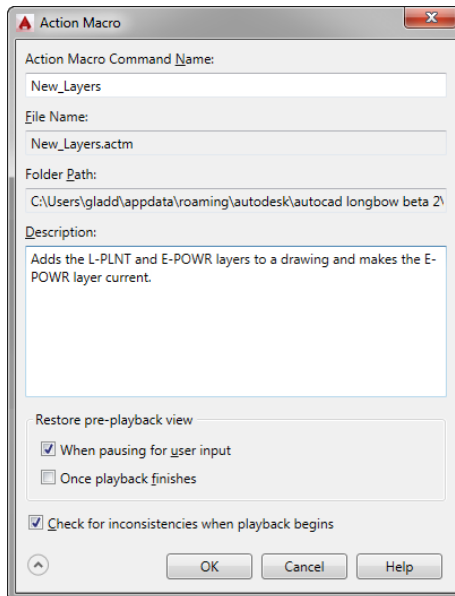 Action Macro
Action Macro Command Name:
New_Layers
File Name:
New_Layers.actm
Folder Path:
C:\Users\gladd\appdata\roaming\autodesk\autocad longbow beta 2\
Description:
Adds the L-PLNT and E-POWR layers to a drawing and makes the E-
POWR layer current.
Restore pre-playback view
When pausing for user input
Once playback finishes
Check for inconsistencies when playback begins
OK Cancel Help